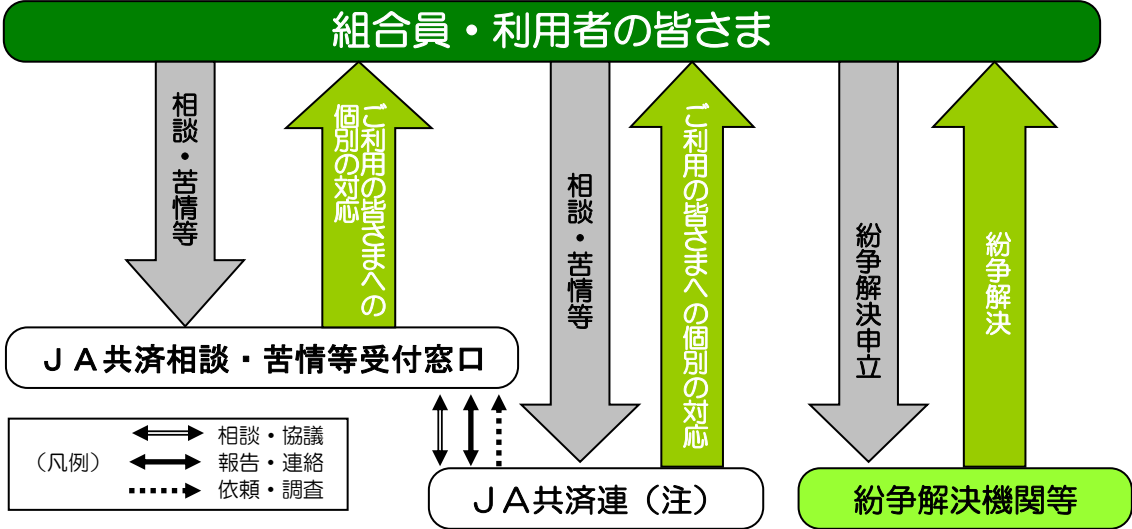 組合員・利用者の皆さま
相談・苦情等
ご利用の皆さまへの
個別の対応
相談・苦情等
ご利用の皆さまへの個別の対応
紛争解決申立
紛争解決
ＪＡ共済相談・苦情等受付窓口
（凡例）
相談・協議
報告・連絡
依頼・調査
ＪＡ共済連（注）
紛争解決機関等